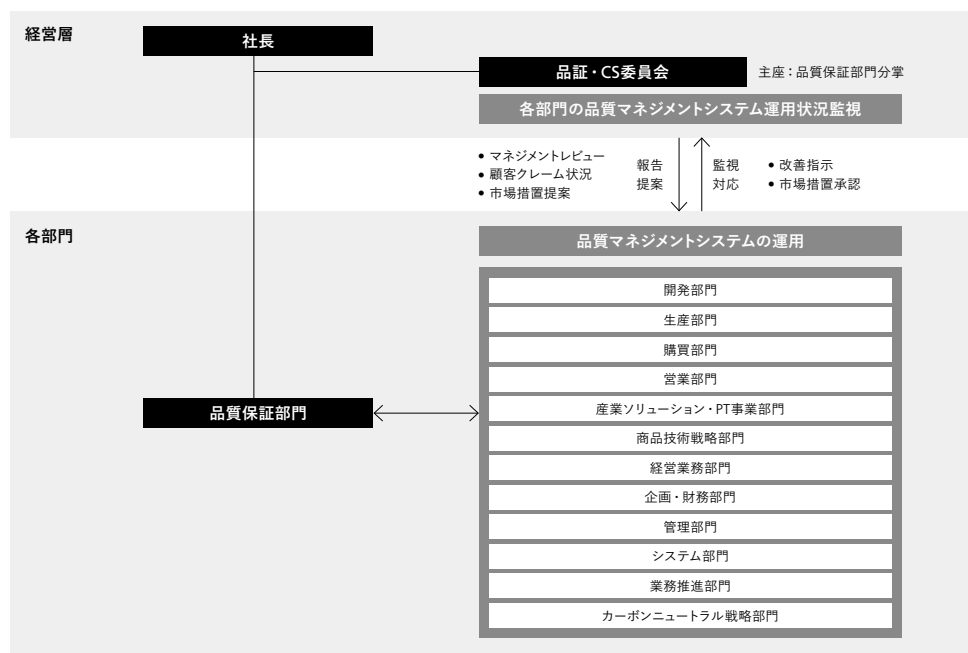 経営層
社長
品証・CS委員会
主座：品質保証部門分掌
各部門の品質マネジメントシステム運用状況監視
• マネジメントレビュー
• 顧客クレーム状況
• 市場措置提案
報告
提案
監視
対応
• 改善指示
• 市場措置承認
各部門
品質マネジメントシステムの運用
開発部門
生産部門
購買部門
営業部門
品質保証部門
産業ソリューション・PT事業部門
商品技術戦略部門
経営業務部門
企画・財務部門
管理部門
システム部門
業務推進部門
カーボンニュートラル戦略部門